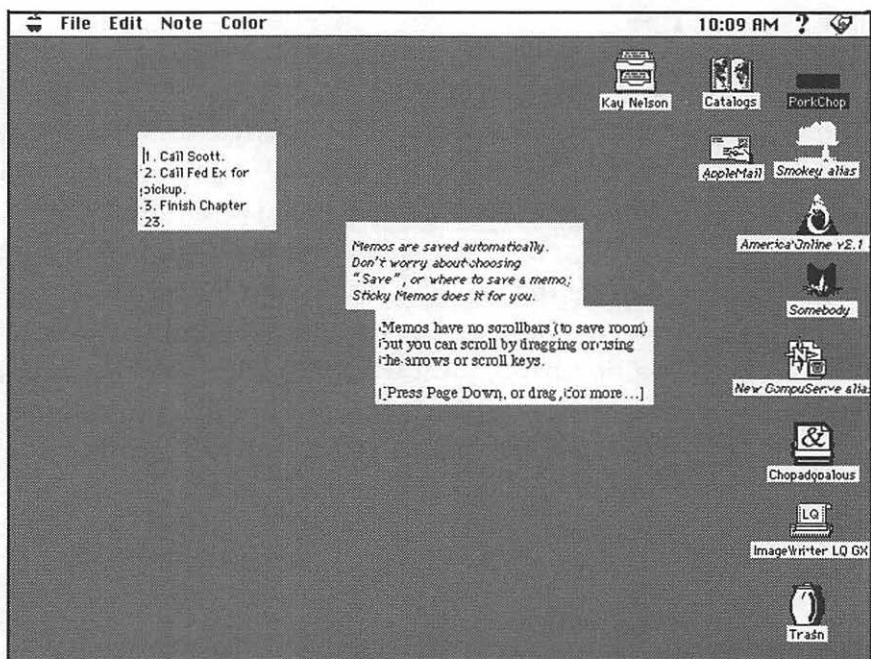 File Edit Note Color 10:09 AM ?
Kay Nelson
Catalogs
PorkChop
AppleMail
Smokey alias
America Online v2.1
Somebody
New CompuServe alias
Chopadopalous
LQ
ImageWriter LQ GX
Trash
1. Call Scott.
2. Call Fed Ex for
pickup.
3. Finish Chapter
23.
Memos are saved automatically.
Don't worry about choosing
"Save", or where to save a memo;
Sticky Memos does it for you.
Memos have no scrollbars (to save room)
but you can scroll by dragging or using
the arrows or scroll keys.
[Press Page Down, or drag, for more...]